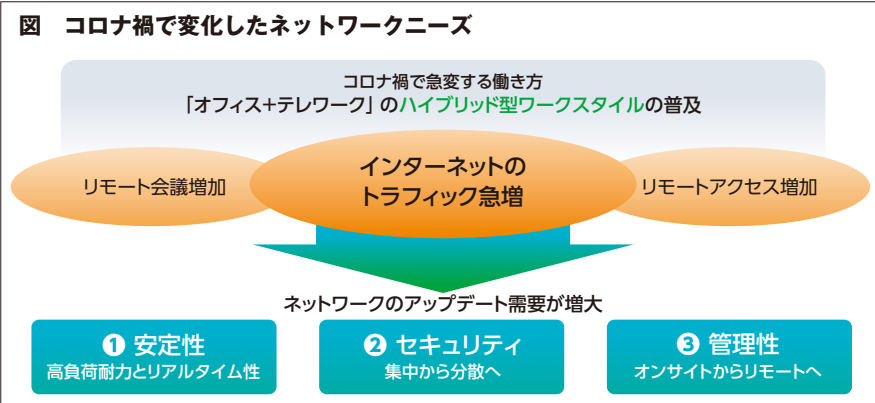 図 コロナ禍で変化したネットワークニーズ
コロナ禍で急変する働き方
「オフィス+テレワーク」のハイブリッド型ワークスタイルの普及
リモート会議増加
インターネットの
トラフィック急増
リモートアクセス増加
ネットワークのアップデート需要が増大
❶ 安定性
高負荷耐力とリアルタイム性
❷ セキュリティ
集中から分散へ
❸ 管理性
オンサイトからリモートへ